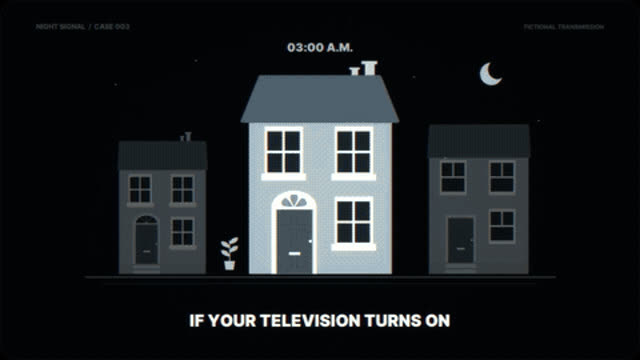 NIGHT SIGNAL / CASE 003
FICTIONAL TRANSMISSION
03:00 A.M.
IF YOUR TELEVISION TURNS ON